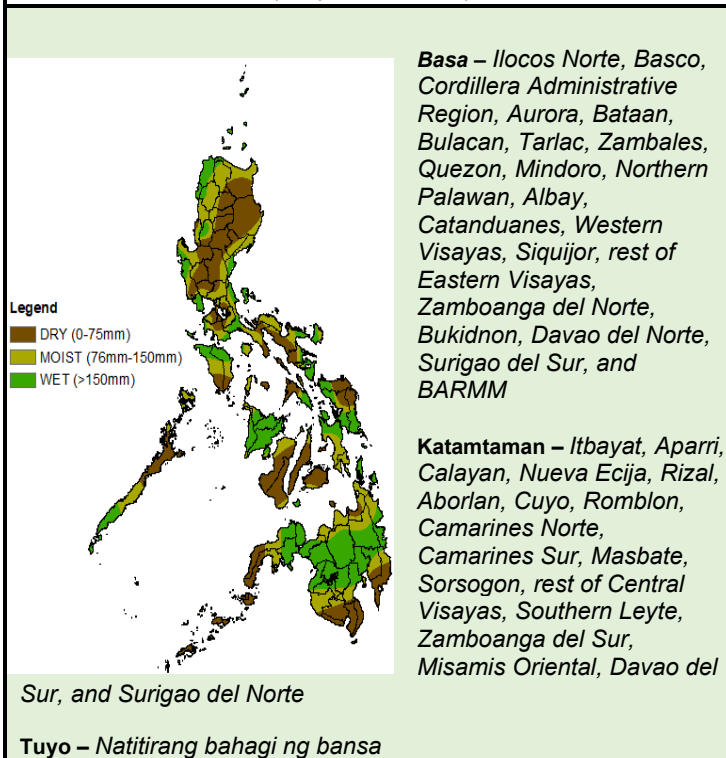 Legend
DRY (0-75mm)
MOIST (76mm-150mm)
WET (>150mm)
Basa – Ilocos Norte, Basco,
Cordillera Administrative
Region, Aurora, Bataan,
Bulacan, Tarlac, Zambales,
Quezon, Mindoro, Northern
Palawan, Albay,
Catanduanes, Western
Visayas, Siquijor, rest of
Eastern Visayas,
Zamboanga del Norte,
Bukidnon, Davao del Norte,
Surigao del Sur, and
BARMM
Katamtaman – Itbayat, Aparri,
Calayan, Nueva Ecija, Rizal,
Aborlan, Cuyo, Romblon,
Camarines Norte,
Camarines Sur, Masbate,
Sorsogon, rest of Central
Visayas, Southern Leyte,
Zamboanga del Sur,
Misamis Oriental, Davao del
Sur, and Surigao del Norte
Tuyo – Natitirang bahagi ng bansa